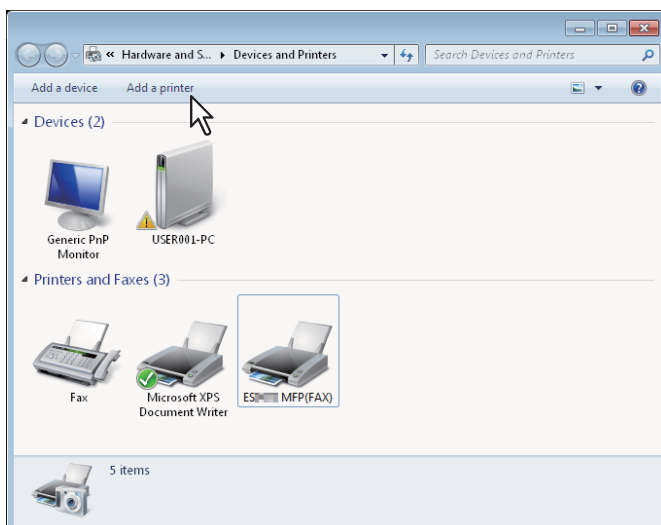 « Hardware and S... ▸ Devices and Printers
Search Devices and Printers
Add a device Add a printer
Devices (2)
Generic PnP
Monitor
USER001-PC
Printers and Faxes (3)
Fax
Microsoft XPS
Document Writer
MFP(FAX)
5 items